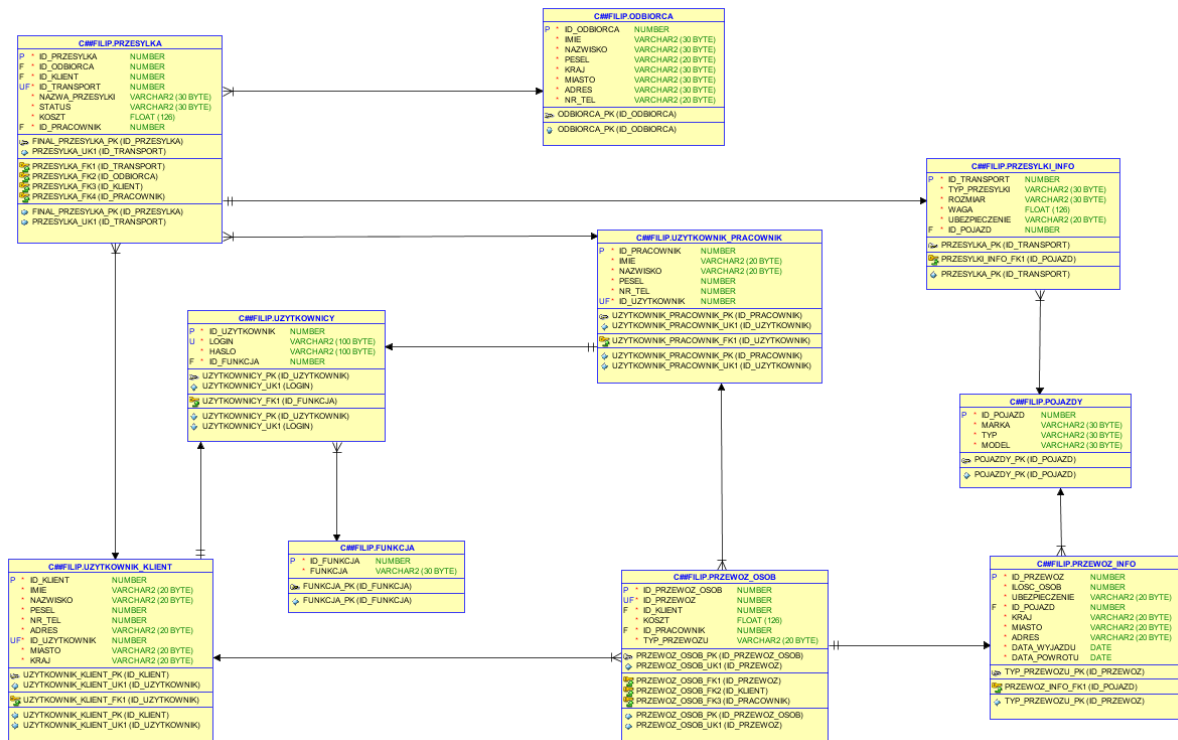 C##FILIP.PRZESYLKA
P * ID_PRZESYLKA NUMBER
F * ID_ODBIORCA NUMBER
F * ID_KLIENT NUMBER
UF * ID_TRANSPORT NUMBER
* NAZWA_PRZESYLKI VARCHAR2 (30 BYTE)
* STATUS VARCHAR2 (30 BYTE)
* KOSZT FLOAT (126)
F * ID_PRACOWNIK NUMBER
FINAL_PRZESYLKA_PK (ID_PRZESYLKA)
PRZESYLKA_UK1 (ID_TRANSPORT)
PRZESYLKA_FK1 (ID_TRANSPORT)
PRZESYLKA_FK2 (ID_ODBIORCA)
PRZESYLKA_FK3 (ID_KLIENT)
PRZESYLKA_FK4 (ID_PRACOWNIK)
FINAL_PRZESYLKA_PK (ID_PRZESYLKA)
PRZESYLKA_UK1 (ID_TRANSPORT)
C##FILIP.ODBIORCA
P * ID_ODBIORCA NUMBER
* IMIE VARCHAR2 (30 BYTE)
* NAZWISKO VARCHAR2 (30 BYTE)
* PESEL VARCHAR2 (20 BYTE)
* KRAJ VARCHAR2 (30 BYTE)
* MIASTO VARCHAR2 (30 BYTE)
* ADRES VARCHAR2 (30 BYTE)
* NR_TEL VARCHAR2 (20 BYTE)
ODBIORCA_PK (ID_ODBIORCA)
ODBIORCA_PK (ID_ODBIORCA)
C##FILIP.PRZESYLKI_INFO
P * ID_TRANSPORT NUMBER
* TYP_PRZESYLKI VARCHAR2 (30 BYTE)
* ROZMIAR VARCHAR2 (30 BYTE)
* WAGA FLOAT (126)
* UBEZPIECZENIE VARCHAR2 (20 BYTE)
F * ID_POJAZD NUMBER
PRZESYLKA_PK (ID_TRANSPORT)
PRZESYLKI_INFO_FK1 (ID_POJAZD)
PRZESYLKA_PK (ID_TRANSPORT)
C##FILIP.UZYTKOWNIK_PRACOWNIK
P * ID_PRACOWNIK NUMBER
* IMIE VARCHAR2 (20 BYTE)
* NAZWISKO VARCHAR2 (20 BYTE)
* PESEL NUMBER
* NR_TEL NUMBER
UF * ID_UZYTKOWNIK NUMBER
UZYTKOWNIK_PRACOWNIK_PK (ID_PRACOWNIK)
UZYTKOWNIK_PRACOWNIK_UK1 (ID_UZYTKOWNIK)
UZYTKOWNIK_PRACOWNIK_FK1 (ID_UZYTKOWNIK)
UZYTKOWNIK_PRACOWNIK_PK (ID_PRACOWNIK)
UZYTKOWNIK_PRACOWNIK_UK1 (ID_UZYTKOWNIK)
C##FILIP.UZYTKOWNICY
P * ID_UZYTKOWNIK NUMBER
U * LOGIN VARCHAR2 (100 BYTE)
* HASLO VARCHAR2 (100 BYTE)
F * ID_FUNKCJA NUMBER
UZYTKOWNICY_PK (ID_UZYTKOWNIK)
UZYTKOWNICY_UK1 (LOGIN)
UZYTKOWNICY_FK1 (ID_FUNKCJA)
UZYTKOWNICY_PK (ID_UZYTKOWNIK)
UZYTKOWNICY_UK1 (LOGIN)
C##FILIP.POJAZDY
P * ID_POJAZD NUMBER
* MARKA VARCHAR2 (30 BYTE)
* TYP VARCHAR2 (30 BYTE)
* MODEL VARCHAR2 (30 BYTE)
POJAZDY_PK (ID_POJAZD)
POJAZDY_PK (ID_POJAZD)
C##FILIP.FUNKCJA
P * ID_FUNKCJA NUMBER
* FUNKCJA VARCHAR2 (30 BYTE)
FUNKCJA_PK (ID_FUNKCJA)
FUNKCJA_PK (ID_FUNKCJA)
C##FILIP.UZYTKOWNIK_KLIENT
P * ID_KLIENT NUMBER
* IMIE VARCHAR2 (20 BYTE)
* NAZWISKO VARCHAR2 (20 BYTE)
* PESEL NUMBER
* NR_TEL NUMBER
* ADRES VARCHAR2 (20 BYTE)
UF * ID_UZYTKOWNIK NUMBER
* MIASTO VARCHAR2 (20 BYTE)
* KRAJ VARCHAR2 (20 BYTE)
UZYTKOWNIK_KLIENT_PK (ID_KLIENT)
UZYTKOWNIK_KLIENT_UK1 (ID_UZYTKOWNIK)
UZYTKOWNIK_KLIENT_FK1 (ID_UZYTKOWNIK)
UZYTKOWNIK_KLIENT_PK (ID_KLIENT)
UZYTKOWNIK_KLIENT_UK1 (ID_UZYTKOWNIK)
C##FILIP.PRZEWOZ_OSOB
P * ID_PRZEWOZ_OSOB NUMBER
UF * ID_PRZEWOZ NUMBER
F * ID_KLIENT NUMBER
* KOSZT FLOAT (126)
F * ID_PRACOWNIK NUMBER
* TYP_PRZEWOZU VARCHAR2 (20 BYTE)
PRZEWOZ_OSOB_PK (ID_PRZEWOZ_OSOB)
PRZEWOZ_OSOB_UK1 (ID_PRZEWOZ)
PRZEWOZ_OSOB_FK1 (ID_PRZEWOZ)
PRZEWOZ_OSOB_FK2 (ID_KLIENT)
PRZEWOZ_OSOB_FK3 (ID_PRACOWNIK)
PRZEWOZ_OSOB_PK (ID_PRZEWOZ_OSOB)
PRZEWOZ_OSOB_UK1 (ID_PRZEWOZ)
C##FILIP.PRZEWOZ_INFO
P * ID_PRZEWOZ NUMBER
* ILOSC_OSOB NUMBER
* UBEZPIECZENIE VARCHAR2 (20 BYTE)
F * ID_POJAZD NUMBER
* KRAJ VARCHAR2 (20 BYTE)
* MIASTO VARCHAR2 (20 BYTE)
* ADRES VARCHAR2 (20 BYTE)
* DATA_WYJAZDU DATE
* DATA_POWROTU DATE
TYP_PRZEWOZU_PK (ID_PRZEWOZ)
PRZEWOZ_INFO_FK1 (ID_POJAZD)
TYP_PRZEWOZU_PK (ID_PRZEWOZ)